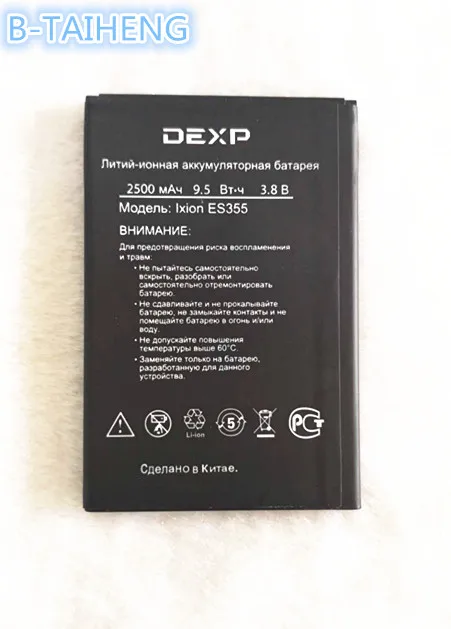 B-TAIHENG
DEXP
Литий-ионная аккумуляторная батарея
2500 мАч 9.5 Вт·ч 3.8 В
Модель: Ixion ES355
ВНИМАНИЕ:
Для предотвращения риска воспламенения
и травм:
• Не пытайтесь самостоятельно
вскрыть, разобрать или
самостоятельно отремонтировать
батарею.
• Не сдавливайте и не прокалывайте
батарею, не замыкайте контакты и не
помещайте батарею в огонь и/или
воду.
• Не допускайте повышения
температуры выше 60°C.
• Заменяйте только на батарею,
разработанную для данного
устройства.
Li-ion
5
РСТ
Сделано в Китае.